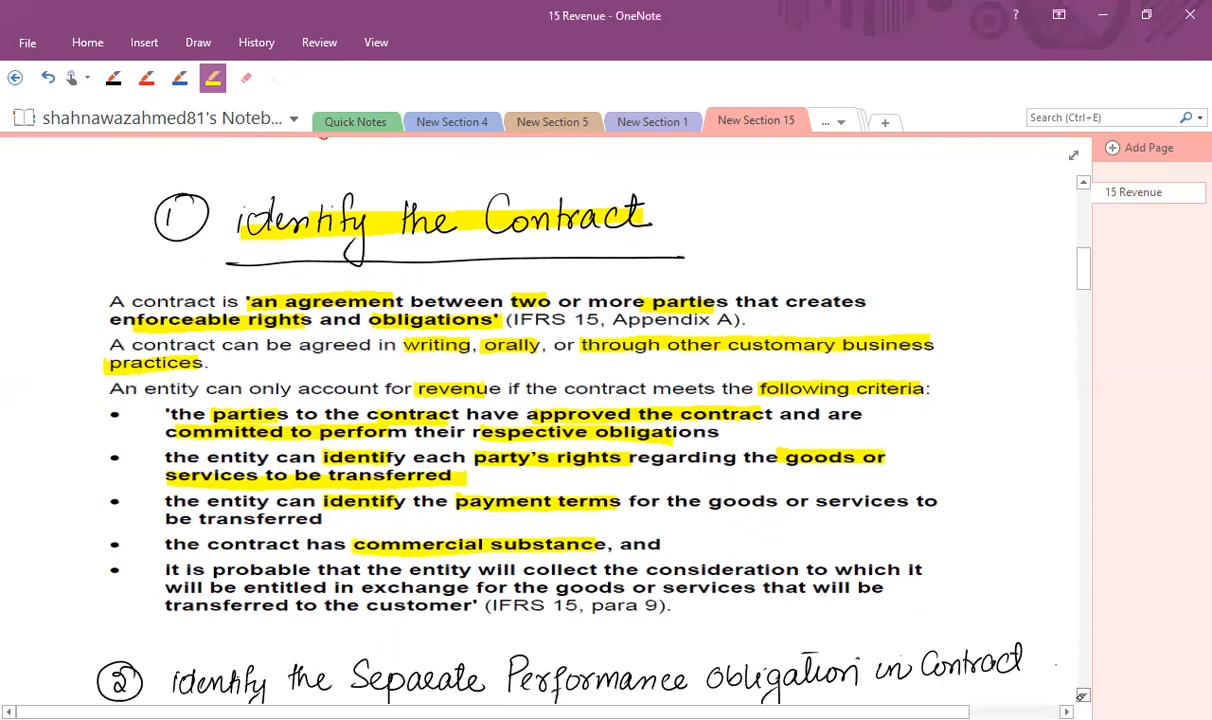 15 Revenue - OneNote
?
File Home Insert Draw History Review View
shahnawazahmed81's Noteb... Quick Notes New Section 4 New Section 5 New Section 1 New Section 15 ... + Search (Ctrl+E)
Add Page
15 Revenue
① identify the Contract
A contract is 'an agreement between two or more parties that creates
enforceable rights and obligations' (IFRS 15, Appendix A).
A contract can be agreed in writing, orally, or through other customary business
practices.
An entity can only account for revenue if the contract meets the following criteria:
• 'the parties to the contract have approved the contract and are
committed to perform their respective obligations
• the entity can identify each party's rights regarding the goods or
services to be transferred
• the entity can identify the payment terms for the goods or services to
be transferred
• the contract has commercial substance, and
• it is probable that the entity will collect the consideration to which it
will be entitled in exchange for the goods or services that will be
transferred to the customer' (IFRS 15, para 9).
② identify the Separate Performance obligation in Contract